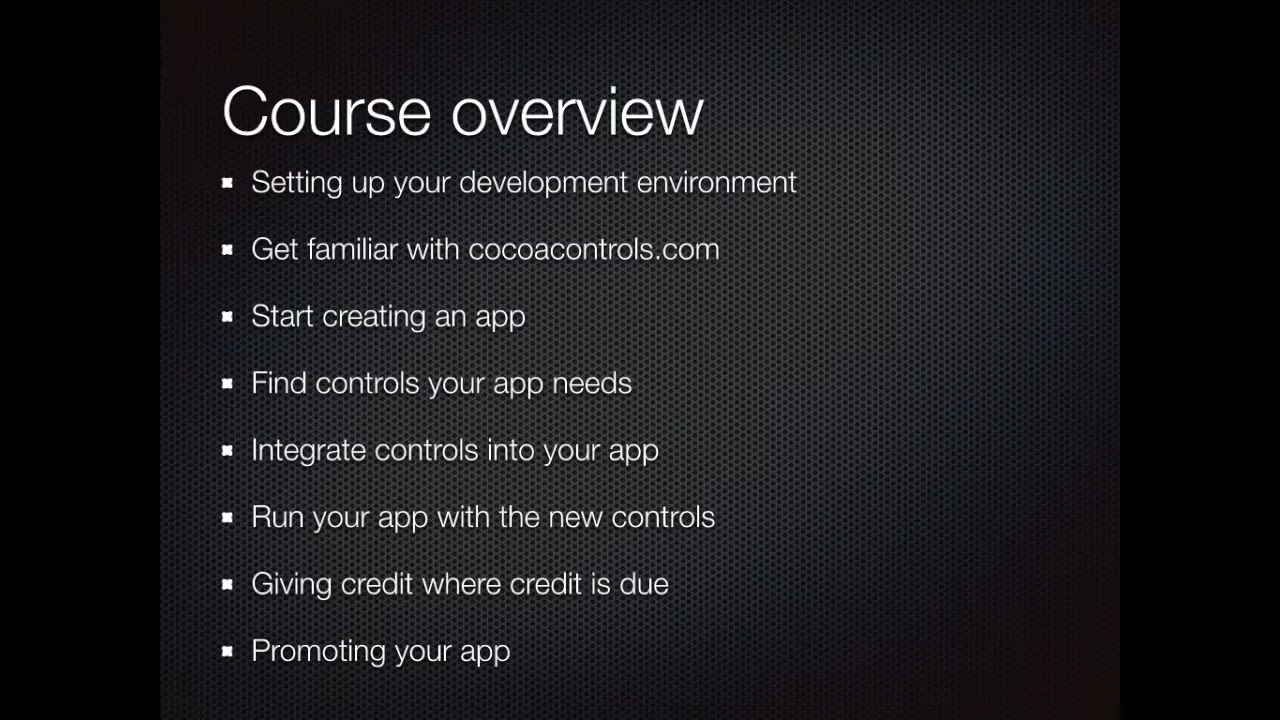 Course overview
Setting up your development environment
Get familiar with cocoacontrols.com
Start creating an app
Find controls your app needs
Integrate controls into your app
Run your app with the new controls
Giving credit where credit is due
Promoting your app